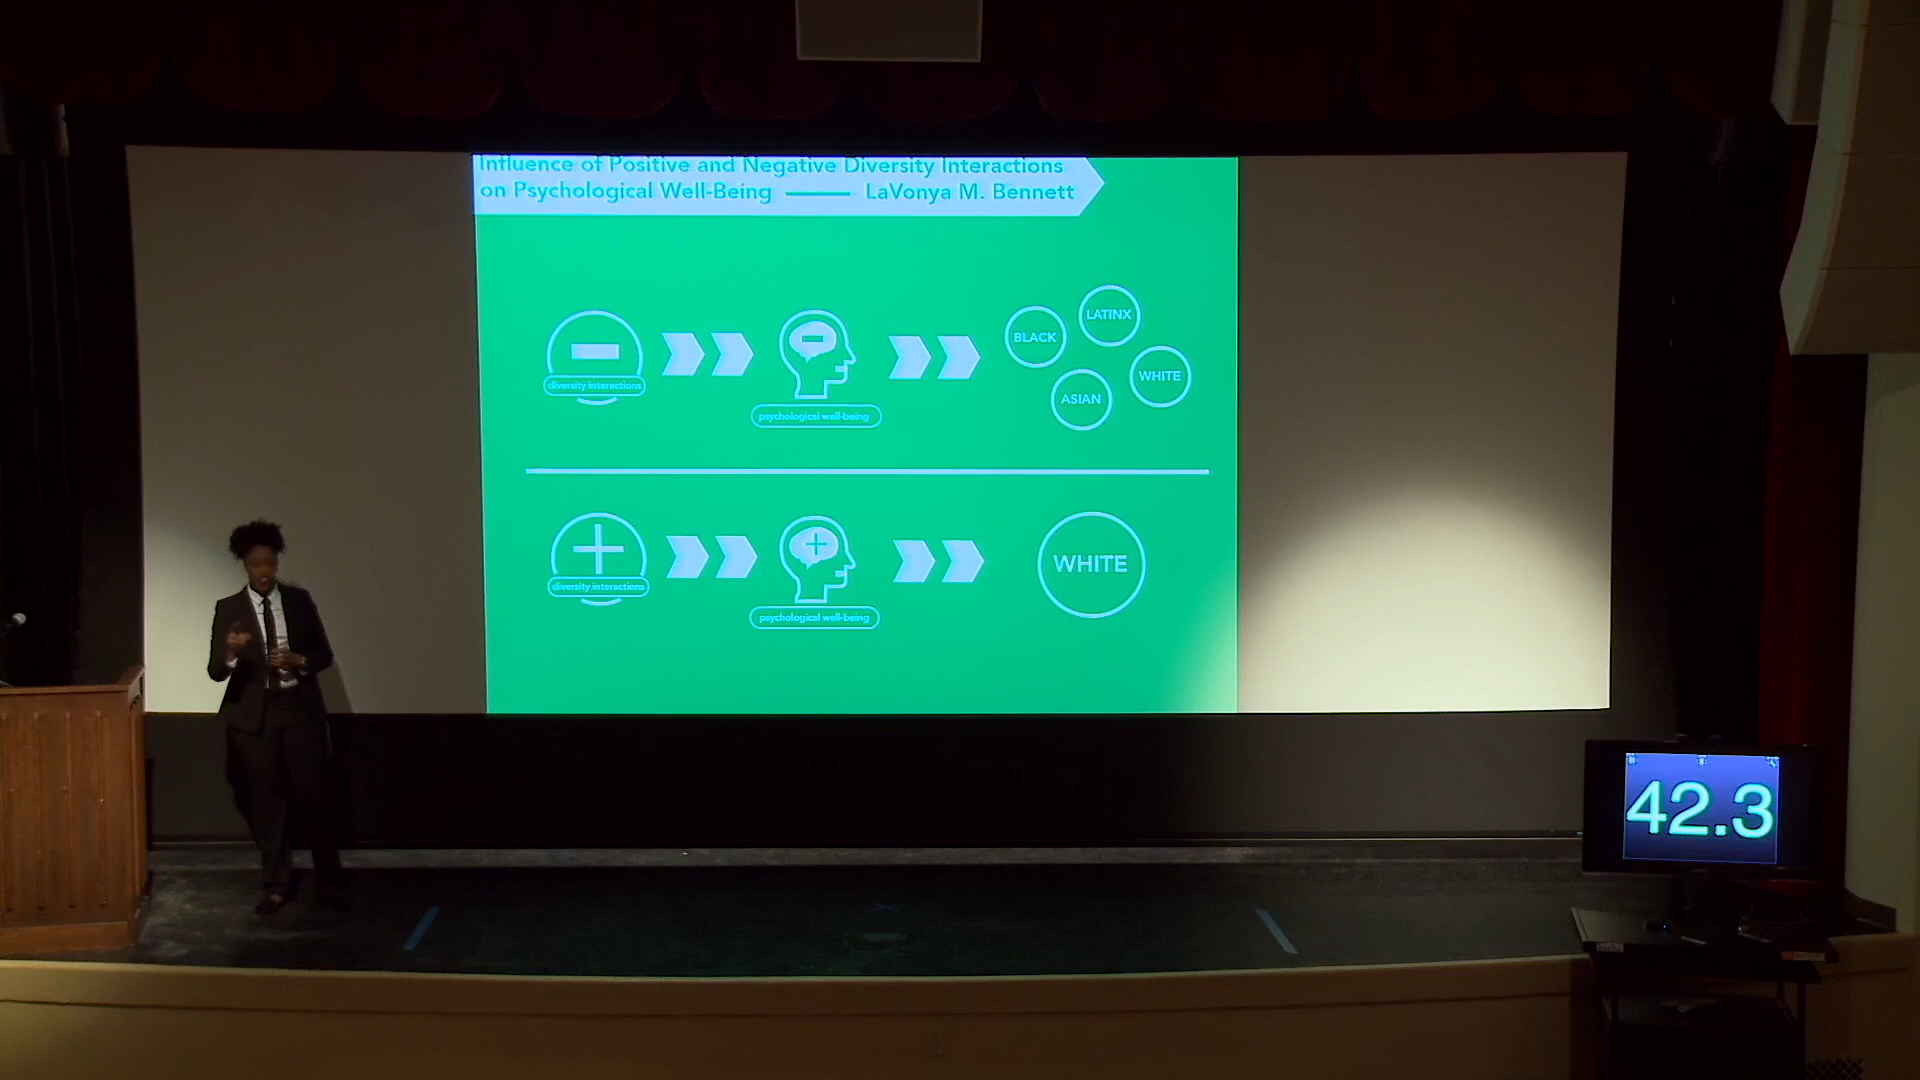 Influence of Positive and Negative Diversity Interactions
on Psychological Well-Being — LaVonya M. Bennett
diversity interactions
psychological well-being
BLACK
LATINX
WHITE
ASIAN
diversity interactions
psychological well-being
WHITE
42.3